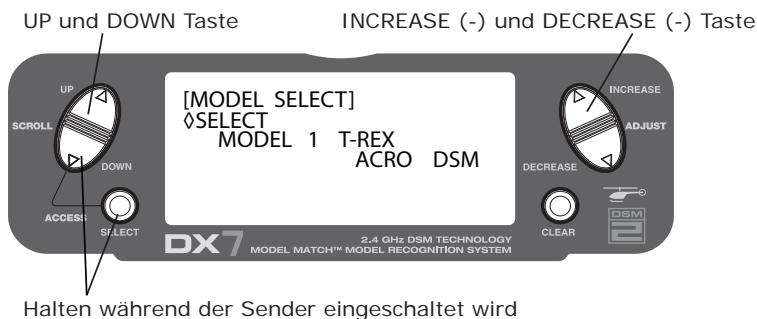 UP und DOWN Taste
INCREASE (-) und DECREASE (-) Taste
UP
INCREASE
[MODEL SELECT]
◊SELECT
MODEL 1 T-REX
ACRO DSM
SCROLL
ADJUST
DOWN
DECREASE
ACCESS
SELECT
CLEAR
DSM
2
DX7
2.4 GHz DSM TECHNOLOGY
MODEL MATCH™ MODEL RECOGNITION SYSTEM
Halten während der Sender eingeschaltet wird